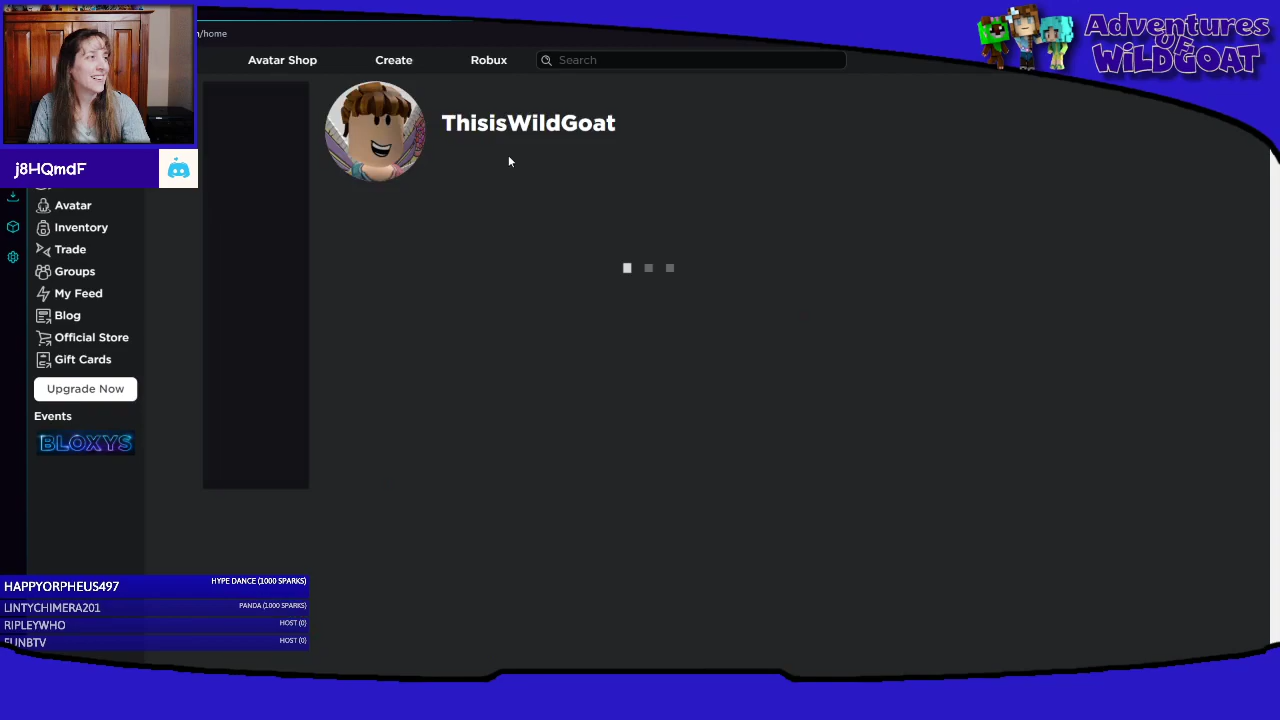 /home
Adventures
OF
WiLDGOAT
Avatar Shop
Create
Robux
Search
ThisisWildGoat
j8HQmdF
Avatar
Inventory
Trade
Groups
My Feed
Blog
Official Store
Gift Cards
Upgrade Now
Events
BLOXYS
HAPPYORPHEUS497 HYPE DANCE (1000 SPARKS)
LINTYCHIMERA201 PANDA (1000 SPARKS)
RIPLEYWHO HOST (0)
FUNBTV HOST (0)